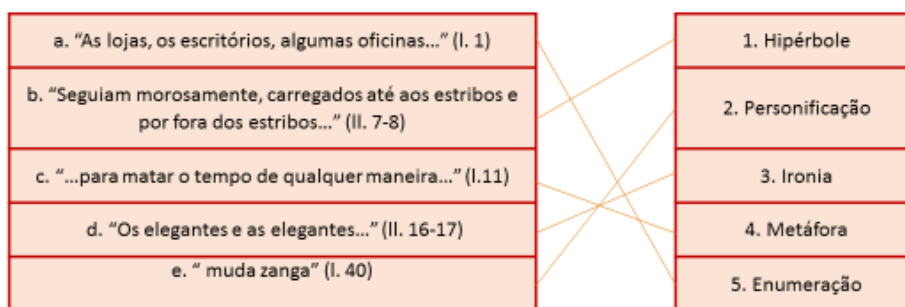 a. “As lojas, os escritórios, algumas oficinas...” (l. 1)
b. “Seguiam morosamente, carregados até aos estribos e
por fora dos estribos...” (ll. 7-8)
c. “...para matar o tempo de qualquer maneira...” (l.11)
d. “Os elegantes e as elegantes...” (ll. 16-17)
e. “ muda zanga” (l. 40)
1. Hipérbole
2. Personificação
3. Ironia
4. Metáfora
5. Enumeração